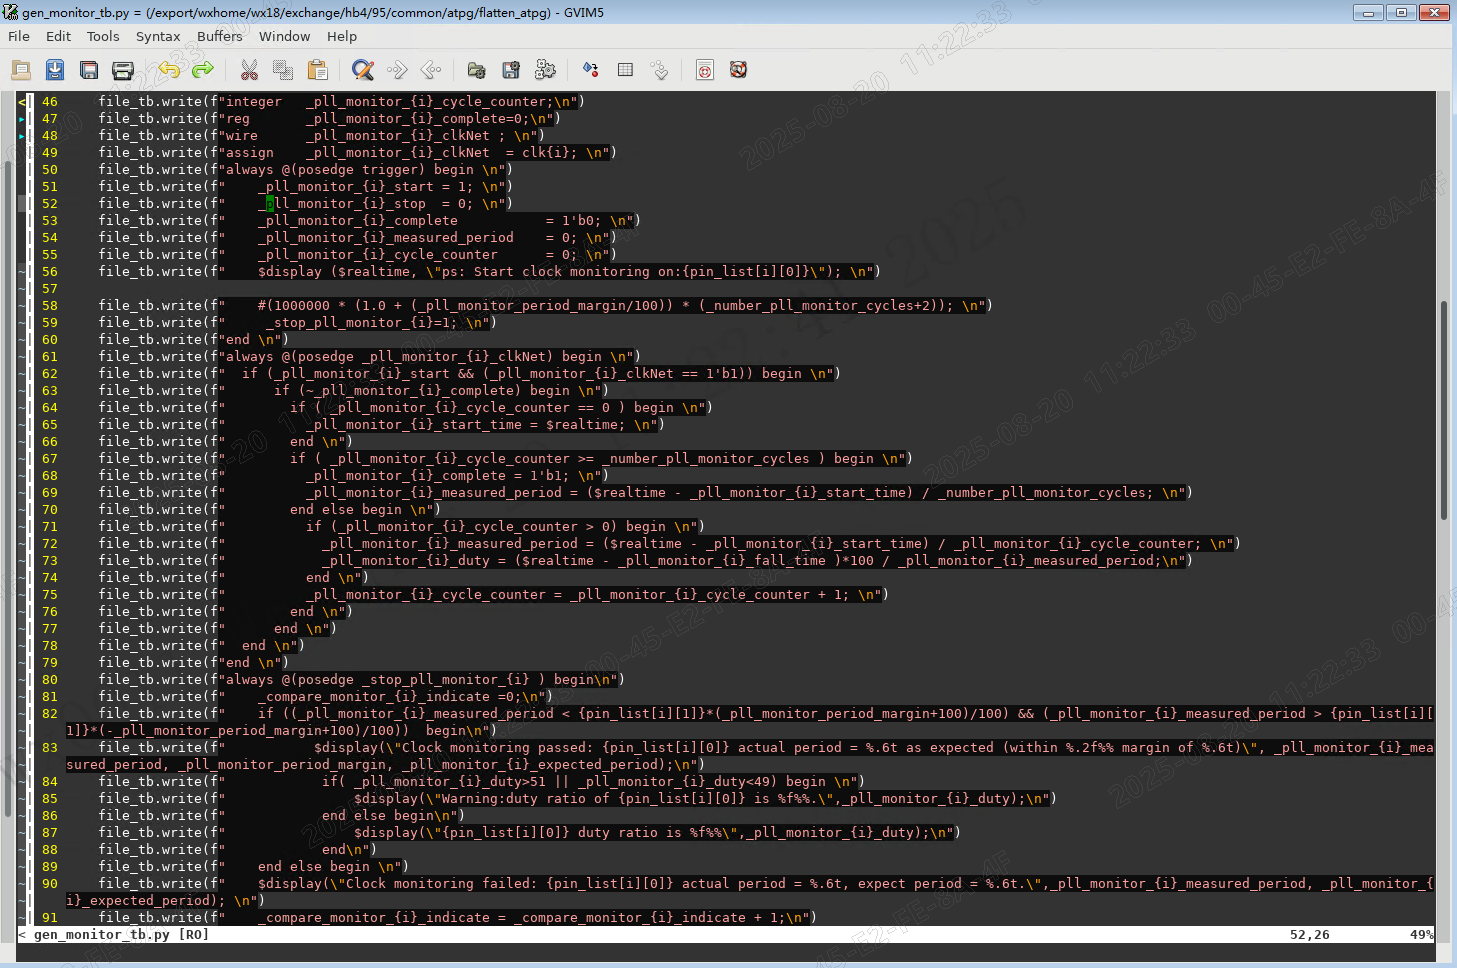 gen_monitor_tb.py = (/export/wxhome/wx18/exchange/hb4/95/common/atpg/flatten_atpg) - GVIM5
File Edit Tools Syntax Buffers Window Help
46     file_tb.write(f"integer   _pll_monitor_{i}_cycle_counter;\n")
47     file_tb.write(f"reg       _pll_monitor_{i}_complete=0;\n")
48     file_tb.write(f"wire      _pll_monitor_{i}_clkNet ; \n")
49     file_tb.write(f"assign    _pll_monitor_{i}_clkNet  = clk{i}; \n")
50     file_tb.write(f"always @(posedge trigger) begin \n")
51     file_tb.write(f"    _pll_monitor_{i}_start = 1; \n")
52     file_tb.write(f"    _pll_monitor_{i}_stop  = 0; \n")
53     file_tb.write(f"    _pll_monitor_{i}_complete           = 1'b0; \n")
54     file_tb.write(f"    _pll_monitor_{i}_measured_period    = 0; \n")
55     file_tb.write(f"    _pll_monitor_{i}_cycle_counter      = 0; \n")
56     file_tb.write(f"    $display ($realtime, \"ps: Start clock monitoring on:{pin_list[i][0]}\"); \n")
57
58     file_tb.write(f"    #(1000000 * (1.0 + (_pll_monitor_period_margin/100)) * (_number_pll_monitor_cycles+2)); \n")
59     file_tb.write(f"     _stop_pll_monitor_{i}=1; \n")
60     file_tb.write(f"end \n")
61     file_tb.write(f"always @(posedge _pll_monitor_{i}_clkNet) begin \n")
62     file_tb.write(f"  if (_pll_monitor_{i}_start && (_pll_monitor_{i}_clkNet == 1'b1)) begin \n")
63     file_tb.write(f"      if (~_pll_monitor_{i}_complete) begin \n")
64     file_tb.write(f"        if ( _pll_monitor_{i}_cycle_counter == 0 ) begin \n")
65     file_tb.write(f"          _pll_monitor_{i}_start_time = $realtime; \n")
66     file_tb.write(f"        end \n")
67     file_tb.write(f"        if ( _pll_monitor_{i}_cycle_counter >= _number_pll_monitor_cycles ) begin \n")
68     file_tb.write(f"          _pll_monitor_{i}_complete = 1'b1; \n")
69     file_tb.write(f"          _pll_monitor_{i}_measured_period = ($realtime - _pll_monitor_{i}_start_time) / _number_pll_monitor_cycles; \n")
70     file_tb.write(f"        end else begin \n")
71     file_tb.write(f"          if (_pll_monitor_{i}_cycle_counter > 0) begin \n")
72     file_tb.write(f"            _pll_monitor_{i}_measured_period = ($realtime - _pll_monitor_{i}_start_time) / _pll_monitor_{i}_cycle_counter; \n")
73     file_tb.write(f"            _pll_monitor_{i}_duty = ($realtime - _pll_monitor_{i}_fall_time )*100 / _pll_monitor_{i}_measured_period;\n")
74     file_tb.write(f"          end \n")
75     file_tb.write(f"          _pll_monitor_{i}_cycle_counter = _pll_monitor_{i}_cycle_counter + 1; \n")
76     file_tb.write(f"        end \n")
77     file_tb.write(f"      end \n")
78     file_tb.write(f"  end \n")
79     file_tb.write(f"end \n")
80     file_tb.write(f"always @(posedge _stop_pll_monitor_{i} ) begin\n")
81     file_tb.write(f"    _compare_monitor_{i}_indicate =0;\n")
82     file_tb.write(f"    if ((_pll_monitor_{i}_measured_period < {pin_list[i][1]}*(_pll_monitor_period_margin+100)/100) && (_pll_monitor_{i}_measured_period > {pin_list[i][
1]}*(-_pll_monitor_period_margin+100)/100))  begin\n")
83     file_tb.write(f"           $display(\"Clock monitoring passed: {pin_list[i][0]} actual period = %.6t as expected (within %.2f%% margin of %.6t)\", _pll_monitor_{i}_mea
sured_period, _pll_monitor_period_margin, _pll_monitor_{i}_expected_period);\n")
84     file_tb.write(f"            if( _pll_monitor_{i}_duty>51 || _pll_monitor_{i}_duty<49) begin \n")
85     file_tb.write(f"                $display(\"Warning:duty ratio of {pin_list[i][0]} is %f%%.\",_pll_monitor_{i}_duty);\n")
86     file_tb.write(f"            end else begin\n")
87     file_tb.write(f"                $display(\"{pin_list[i][0]} duty ratio is %f%%\",_pll_monitor_{i}_duty);\n")
88     file_tb.write(f"            end\n")
89     file_tb.write(f"    end else begin \n")
90     file_tb.write(f"    $display(\"Clock monitoring failed: {pin_list[i][0]} actual period = %.6t, expect period = %.6t.\",_pll_monitor_{i}_measured_period, _pll_monitor_{
i}_expected_period); \n")
91     file_tb.write(f"    _compare_monitor_{i}_indicate = _compare_monitor_{i}_indicate + 1;\n")
< gen_monitor_tb.py [RO] 52,26 49%